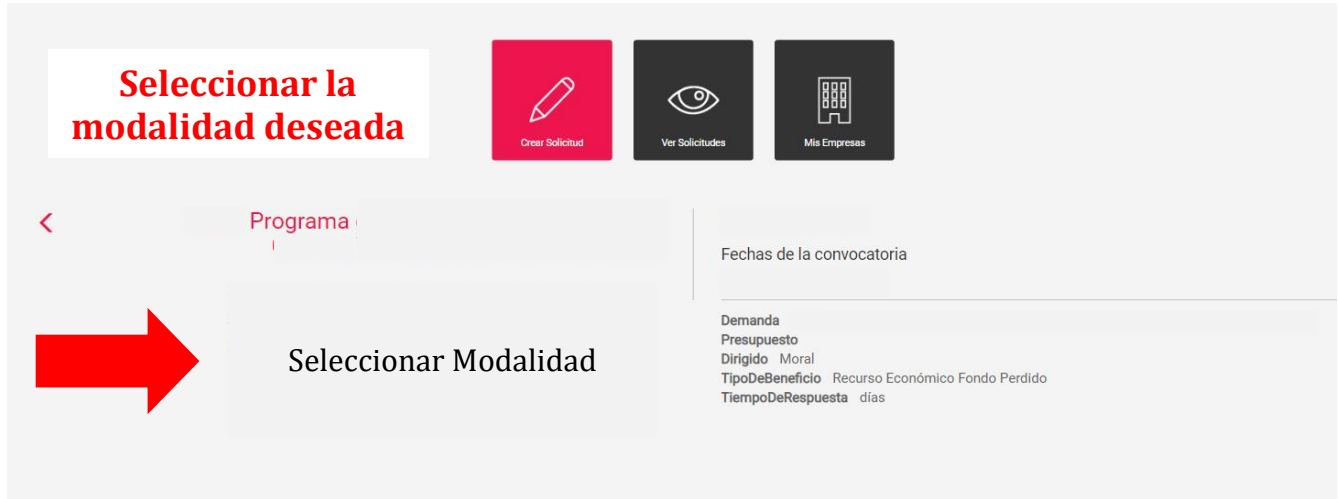 Seleccionar la
modalidad deseada
Crear Solicitud
Ver Solicitudes
Mis Empresas
Programa
Fechas de la convocatoria
Seleccionar Modalidad
Demanda
Presupuesto
Dirigido Moral
TipoDeBeneficio Recurso Económico Fondo Perdido
TiempoDeRespuesta días